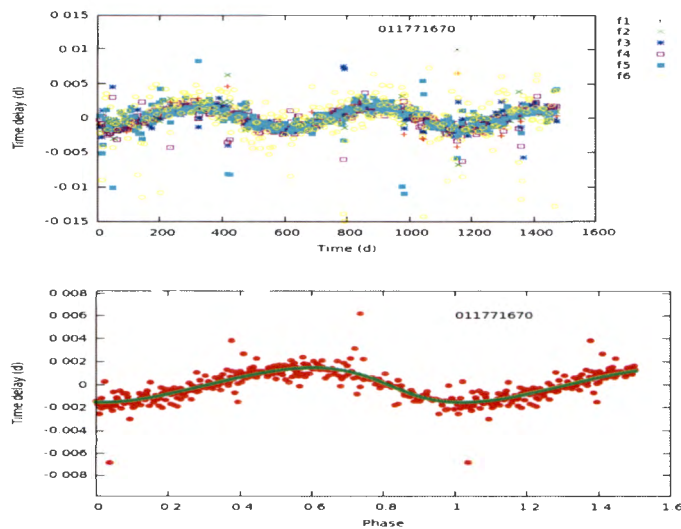 0 015
0 01
0 005
0
-0 005
-0 01
-0 015
Time delay (d)
011771670
0 200 400 600 800 1000 1200 1400 1600
Time (d)
f1
f2
f3
f4
f5
f6
0 008
0 006
0 004
0 002
0
-0 002
-0 004
-0 006
-0 008
Time delay (d)
011771670
0 0 2 0 4 0 6 0 8 1 1 2 1 4 1 6
Phase